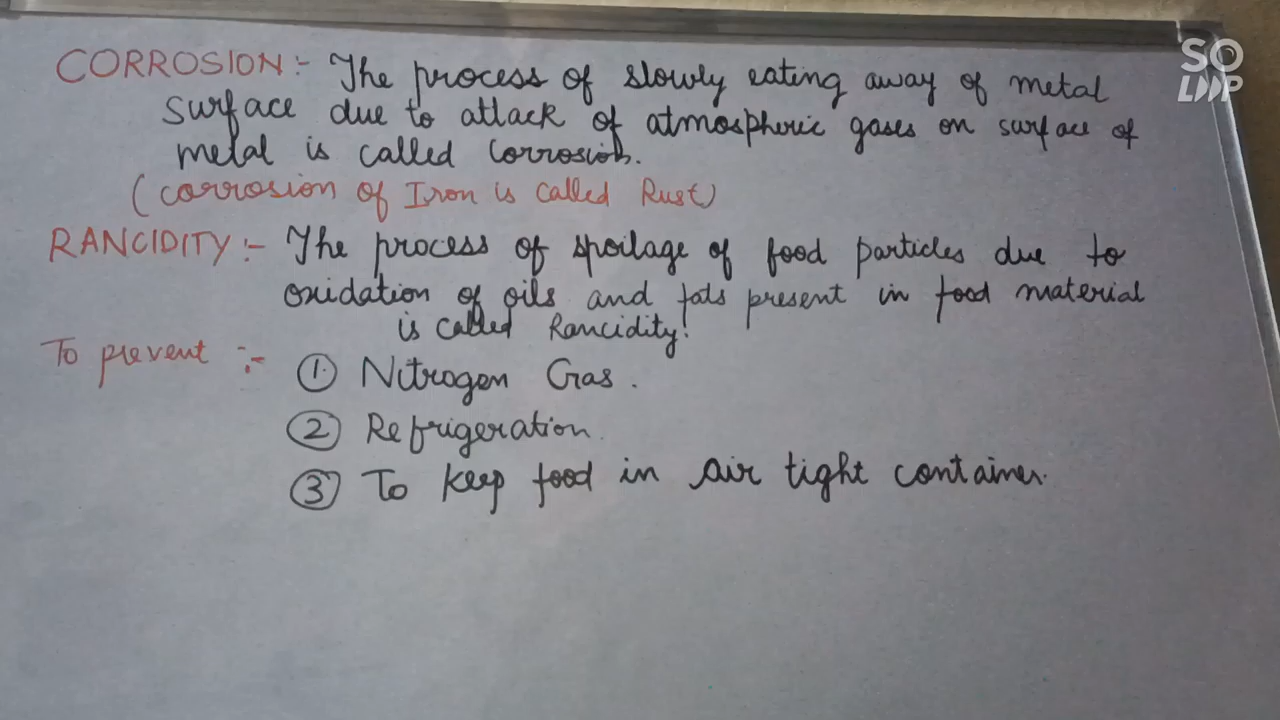 CORROSION :- The process of slowly eating away of metal
surface due to attack of atmospheric gases on surface of
metal is called Corrosion.
(corrosion of Iron is called Rust)
RANCIDITY :- The process of spoilage of food particles due to
oxidation of oils and fats present in food material
is called Rancidity.
To prevent :-
① Nitrogen Gas.
② Refrigeration.
③ To keep food in air tight container.
SO
LOOP